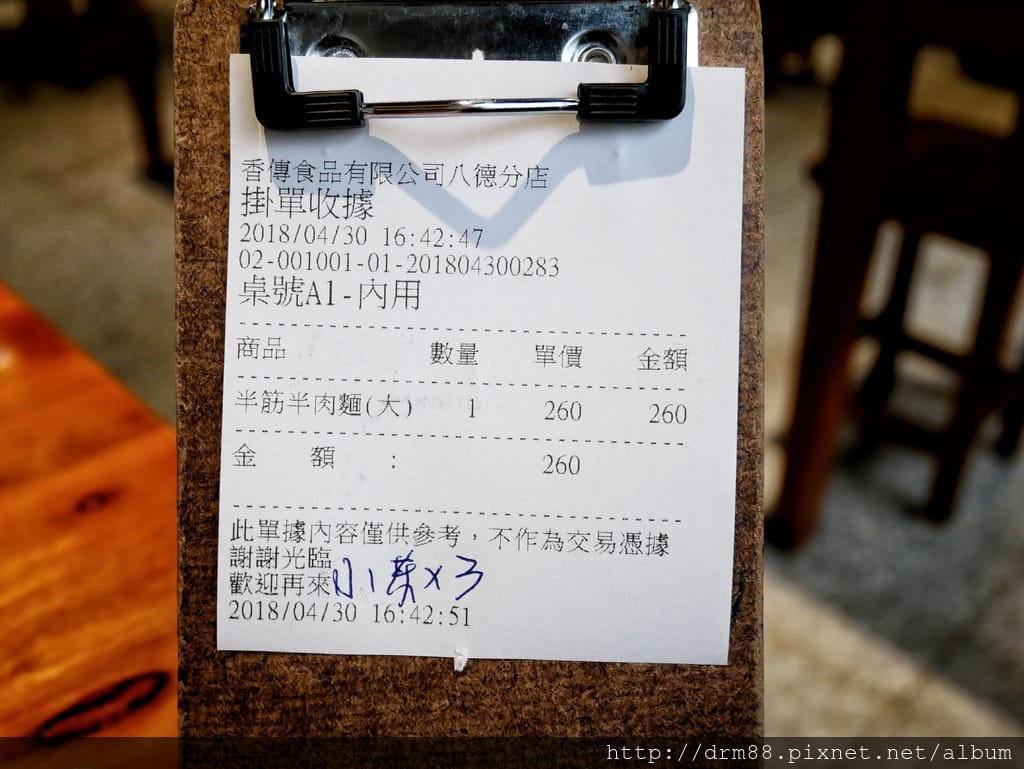 香傳食品有限公司八德分店
掛單收據
2018/04/30 16:42:47
02-001001-01-201804300283
桌號A1-內用
商品 數量 單價 金額
半筋半肉麵(大) 1 260 260
金 額 : 260
此單據內容僅供參考，不作為交易憑據
謝謝光臨
歡迎再來 小菜x3
2018/04/30 16:42:51
http://drm88.pixnet.net/album